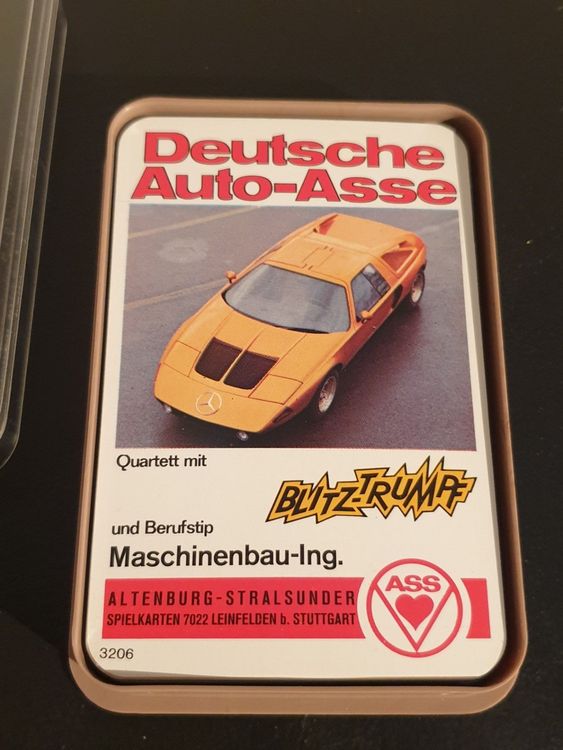 Deutsche
Auto-Asse
Quartett mit
BLITZ-TRUMPF
und Berufstip
Maschinenbau-Ing.
ALTENBURG-STRALSUNDER
SPIELKARTEN 7022 LEINFELDEN b. STUTTGART
ASS
3206